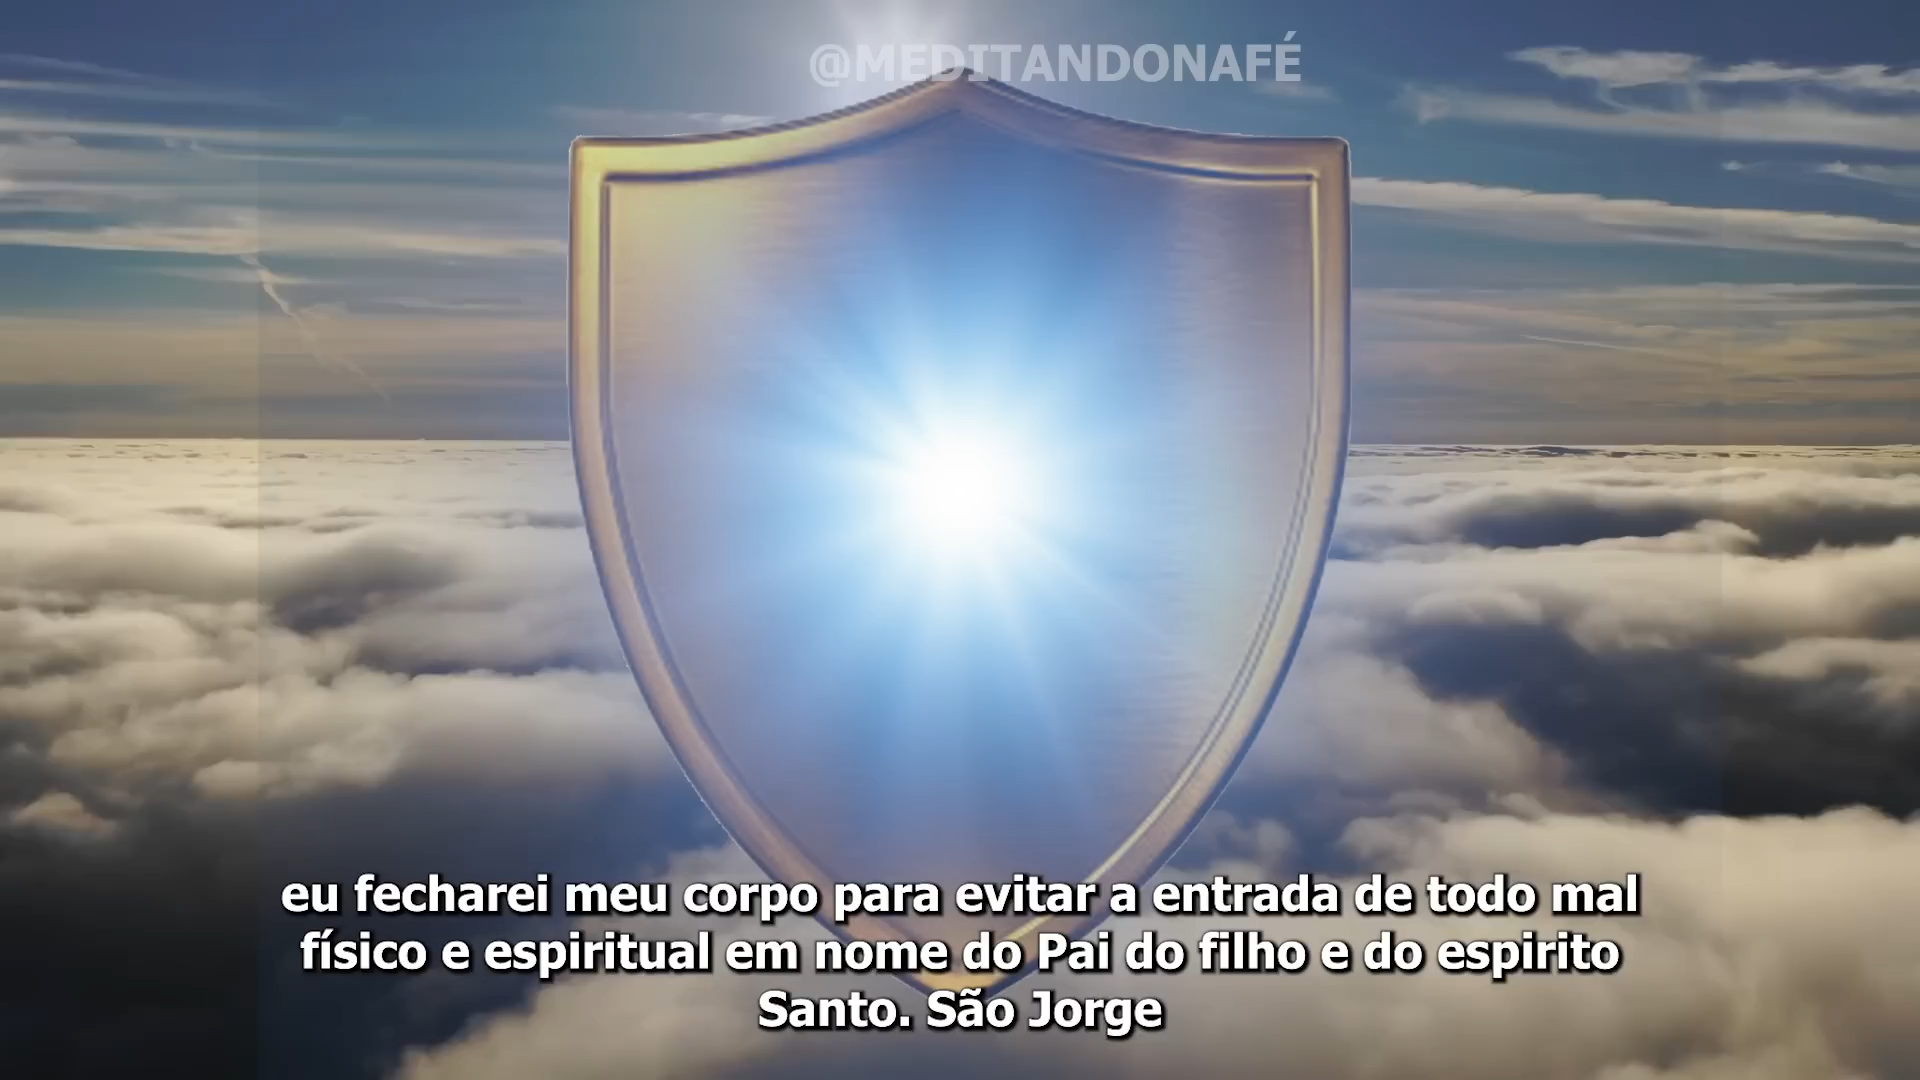 @MEDITANDONAFÉ
eu fecharei meu corpo para evitar a entrada de todo mal
físico e espiritual em nome do Pai do filho e do espirito
Santo. São Jorge